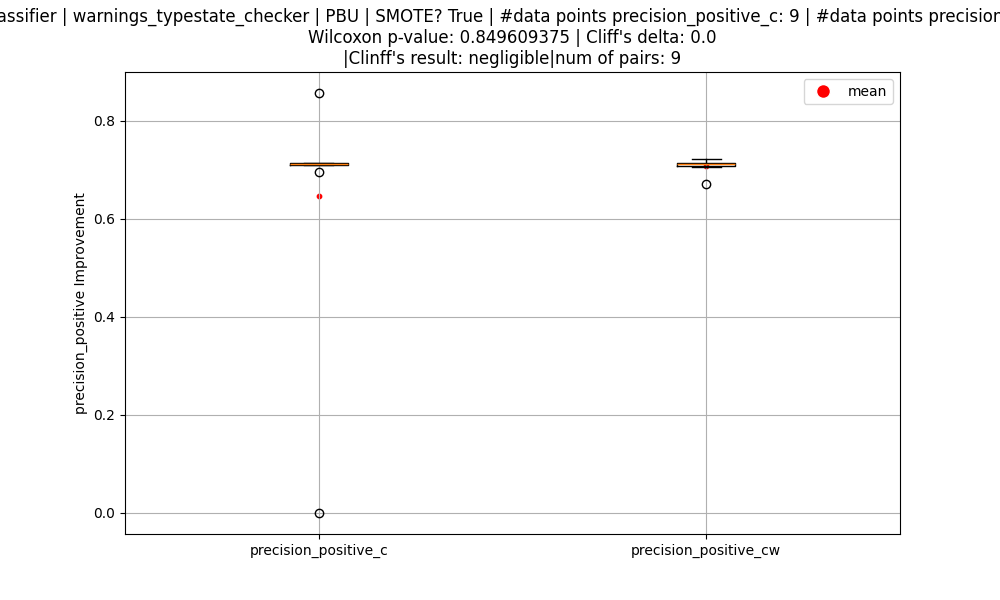 | warnings_typestate_checker | PBU | SMOTE? True | #data points precision_positive_c: 9 | #data points
Wilcoxon p-value: 0.849609375 | Cliff's delta: 0.0
|Clinff's result: negligible|num of pairs: 9
mean
0.8
0.6
0.4
0.2
0.0
precision_positive Improvement
precision_positive_c
precision_positive_cw